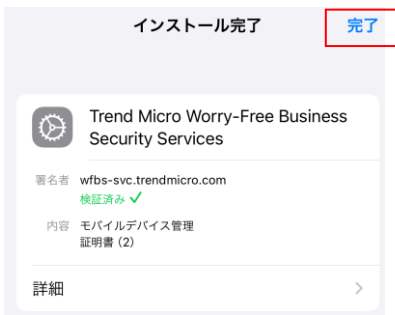 インストール完了
完了
Trend Micro Worry-Free Business
Security Services
署名者 wfbs-svc.trendmicro.com
検証済み
内容 モバイルデバイス管理
証明書 (2)
詳細